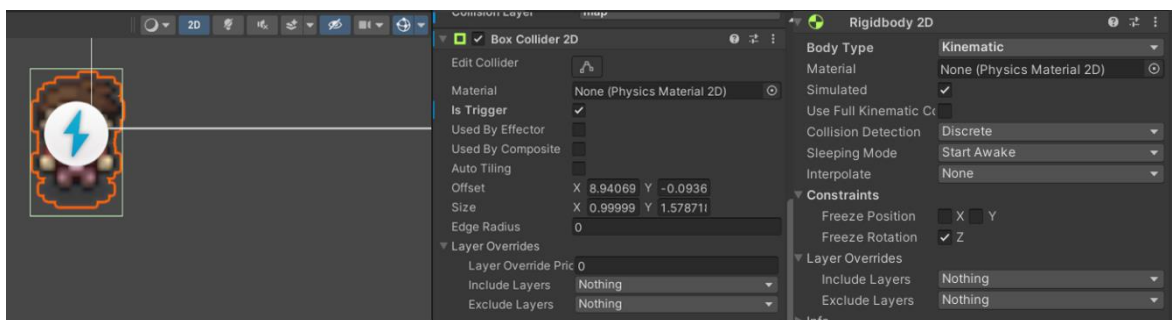 2D
Collision Layer
map
Box Collider 2D
Edit Collider
Material
None (Physics Material 2D)
Is Trigger
Used By Effector
Used By Composite
Auto Tiling
Offset
X 8.94069 Y -0.0936
Size
X 0.99999 Y 1.57871
Edge Radius
0
Layer Overrides
Layer Override Pric 0
Include Layers
Nothing
Exclude Layers
Nothing
Rigidbody 2D
Body Type
Kinematic
Material
None (Physics Material 2D)
Simulated
Use Full Kinematic Co
Collision Detection
Discrete
Sleeping Mode
Start Awake
Interpolate
None
Constraints
Freeze Position
X Y
Freeze Rotation
Z
Layer Overrides
Include Layers
Nothing
Exclude Layers
Nothing